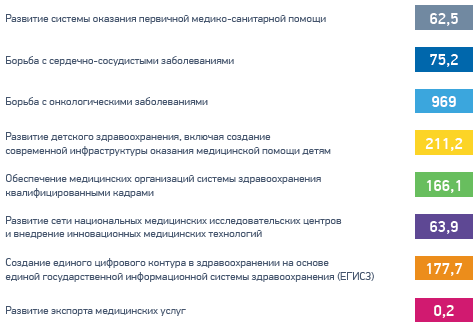 Развитие системы оказания первичной медико-санитарной помощи 62,5
Борьба с сердечно-сосудистыми заболеваниями 75,2
Борьба с онкологическими заболеваниями 969
Развитие детского здравоохранения, включая создание
современной инфраструктуры оказания медицинской помощи детям 211,2
Обеспечение медицинских организаций системы здравоохранения
квалифицированными кадрами 166,1
Развитие сети национальных медицинских исследовательских центров
и внедрение инновационных медицинских технологий 63,9
Создание единого цифрового контура в здравоохранении на основе
единой государственной информационной системы здравоохранения (ЕГИСЗ) 177,7
Развитие экспорта медицинских услуг 0,2